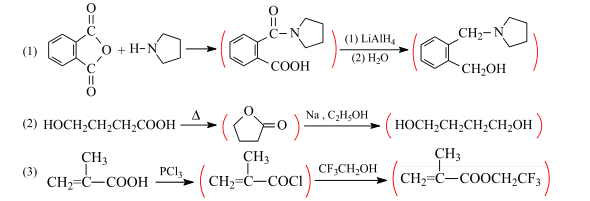 (1) O C O C O + H-N → ( O C-N COOH ) (1) LiAlH₄ (2) H₂O ( CH₂-N CH₂OH )
(2) HOCH₂CH₂CH₂COOH Δ → ( O =O ) Na , C₂H₅OH → ( HOCH₂CH₂CH₂CH₂OH )
(3) CH₃ CH₂=C—COOH PCl₃ → ( CH₃ CH₂=C—COCl ) CF₃CH₂OH → ( CH₃ CH₂=C—COOCH₂CF₃ )